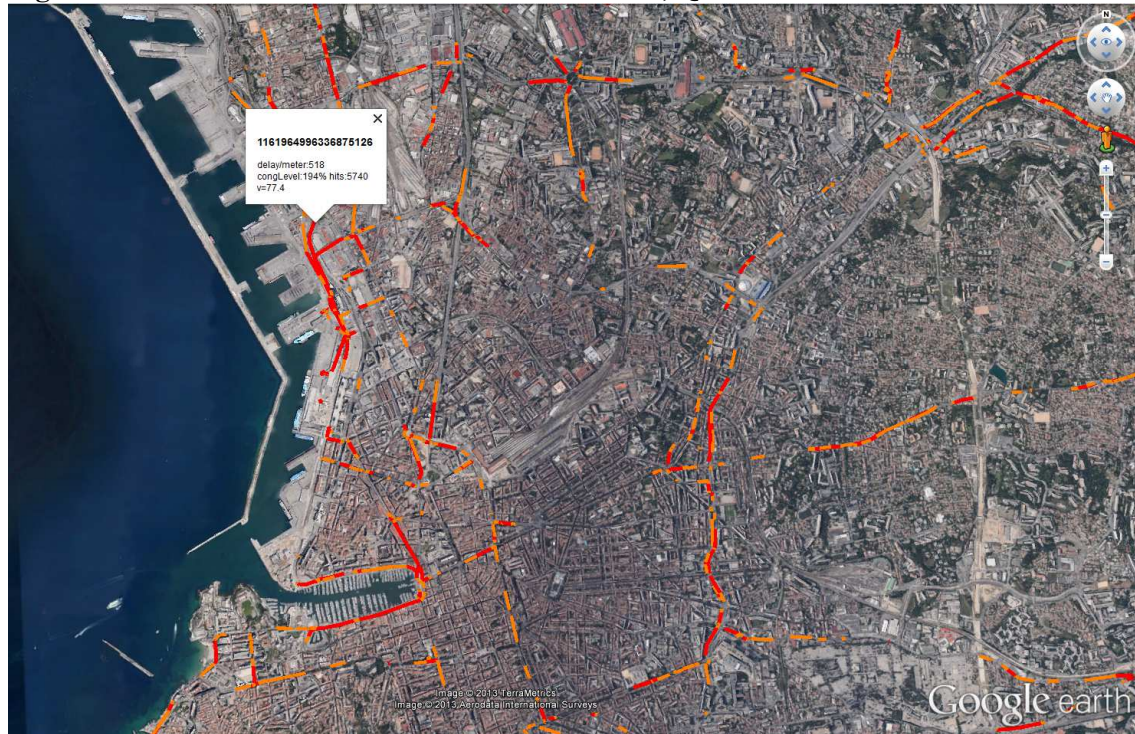 N
1161964996336875126
delay/meter:518
congLevel:194% hits:5740
v=77.4
Image © 2013 TerraMetrics
Image © 2013 Aerodata International Surveys
Google earth